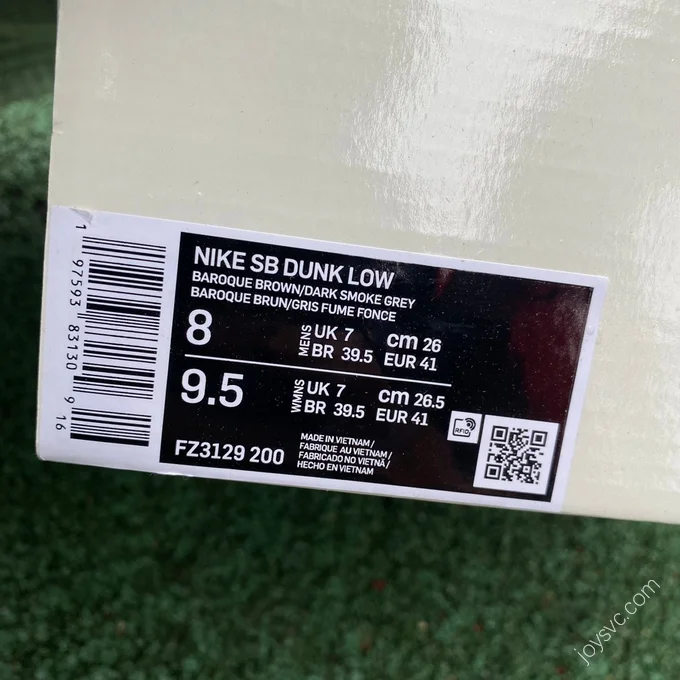 NIKE SB DUNK LOW
BAROQUE BROWN/DARK SMOKE GREY
BAROQUE BRUN/GRIS FUME FONCE
8 MENS UK 7 cm 26
BR 39.5 EUR 41
9.5 WMNS UK 7 cm 26.5
BR 39.5 EUR 41
FZ3129 200
MADE IN VIETNAM /
FABRIQUE AU VIETNAM /
FABRICADO NO VIETNÃ /
HECHO EN VIETNAM
RFID
1 97593 83130 9 16
joysvc.com